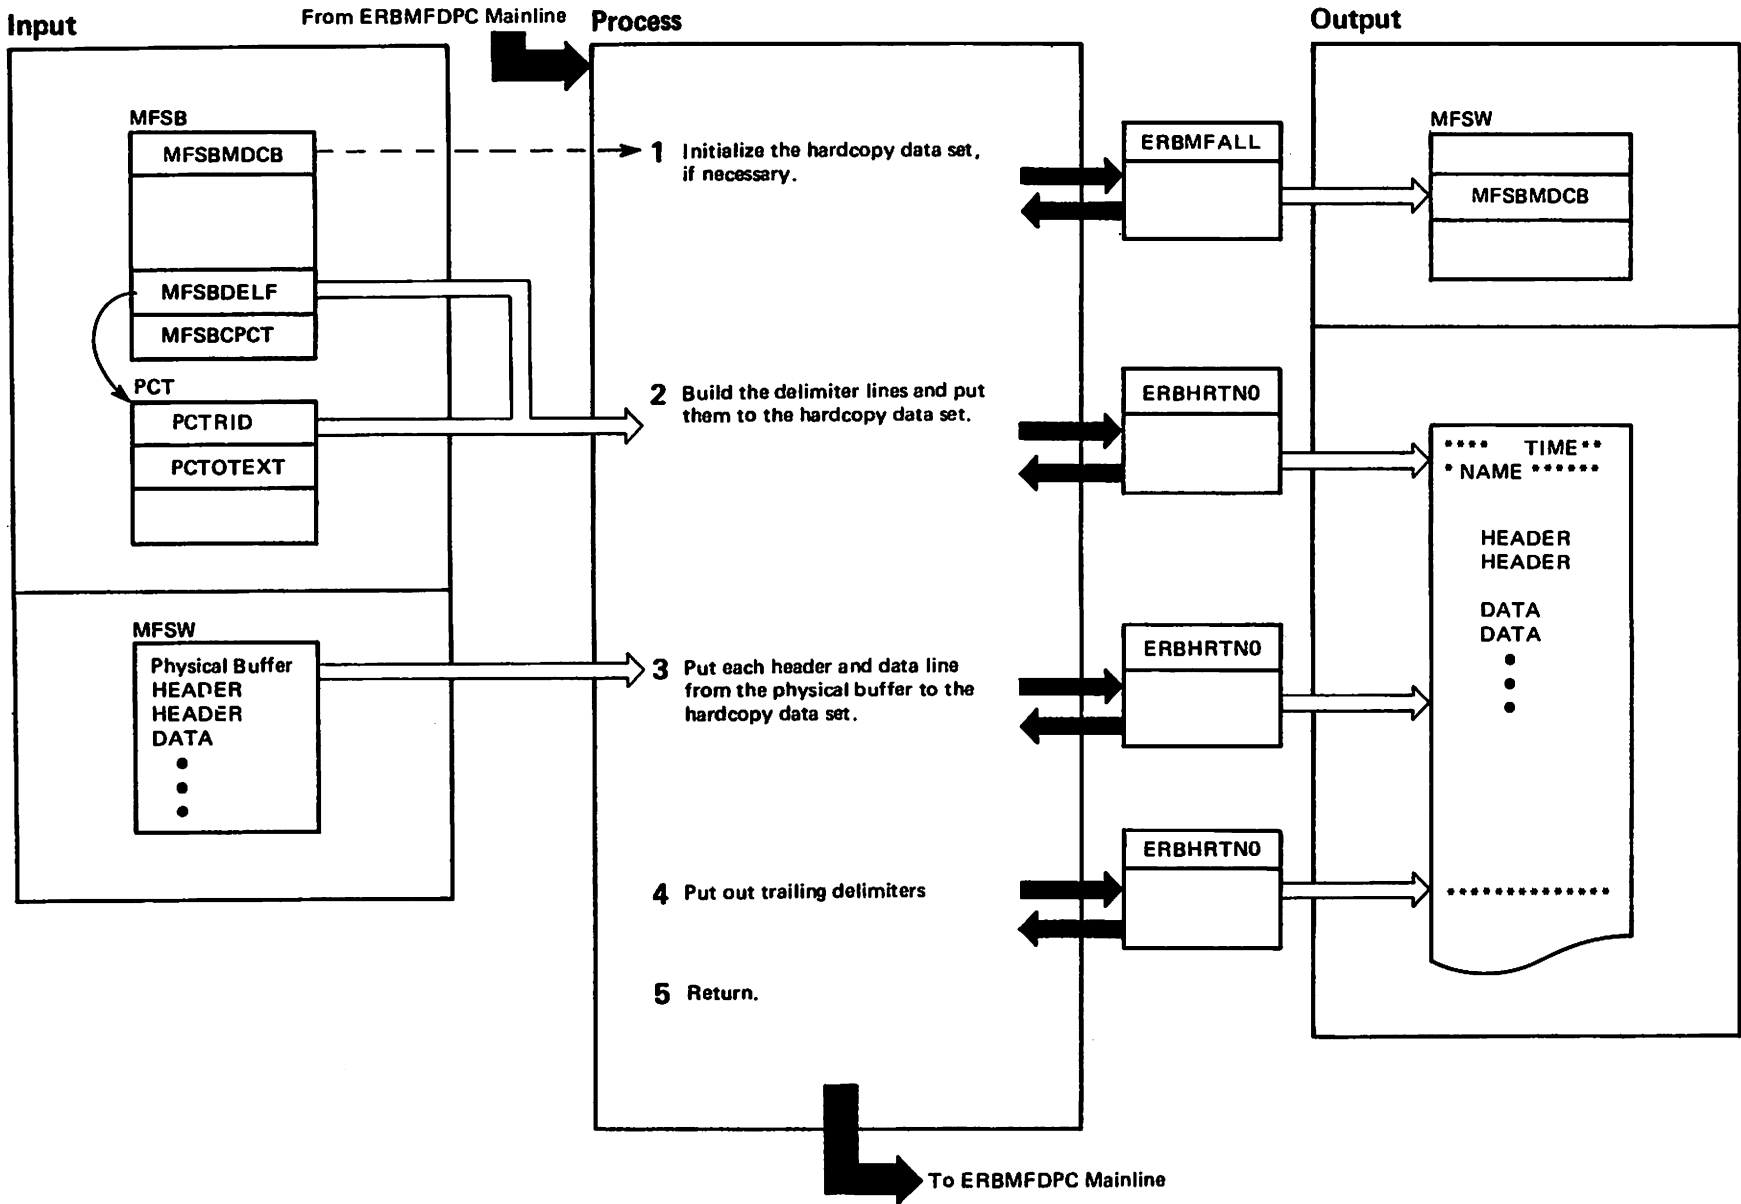 From ERBMFDPC Mainline
Input
Process
Output
MFSB
MFSBMDCB
MFSBDELF
MFSBCPCT
PCT
PCTRID
PCTOTEXT
MFSW
Physical Buffer
HEADER
HEADER
DATA
1 Initialize the hardcopy data set,
if necessary.
2 Build the delimiter lines and put
them to the hardcopy data set.
3 Put each header and data line
from the physical buffer to the
hardcopy data set.
4 Put out trailing delimiters
5 Return.
ERBMFALL
ERBHRTN0
ERBHRTN0
ERBHRTN0
MFSW
MFSBMDCB
**** TIME **
* NAME ******
HEADER
HEADER
DATA
DATA
*************
To ERBMFDPC Mainline